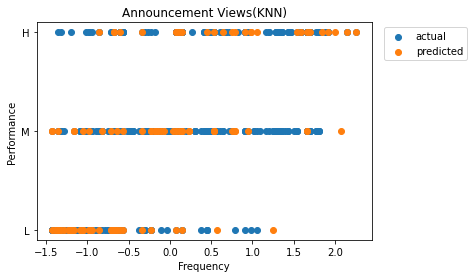 Announcement Views(KNN)
H
M
L
Performance
−1.5 −1.0 −0.5 0.0 0.5 1.0 1.5 2.0
Frequency
actual
predicted